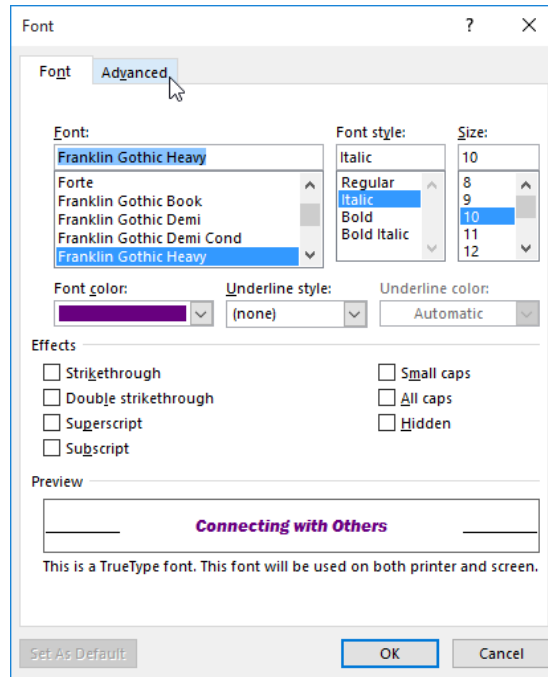 Font ? ×
Font Advanced
Font: Font style: Size:
Franklin Gothic Heavy Italic 10
Forte Regular 8
Franklin Gothic Book Italic 9
Franklin Gothic Demi Bold 10
Franklin Gothic Demi Cond Bold Italic 11
Franklin Gothic Heavy 12
Font color: Underline style: Underline color:
(none) Automatic
Effects
Strikethrough Small caps
Double strikethrough All caps
Superscript Hidden
Subscript
Preview
Connecting with Others
This is a TrueType font. This font will be used on both printer and screen.
Set As Default OK Cancel